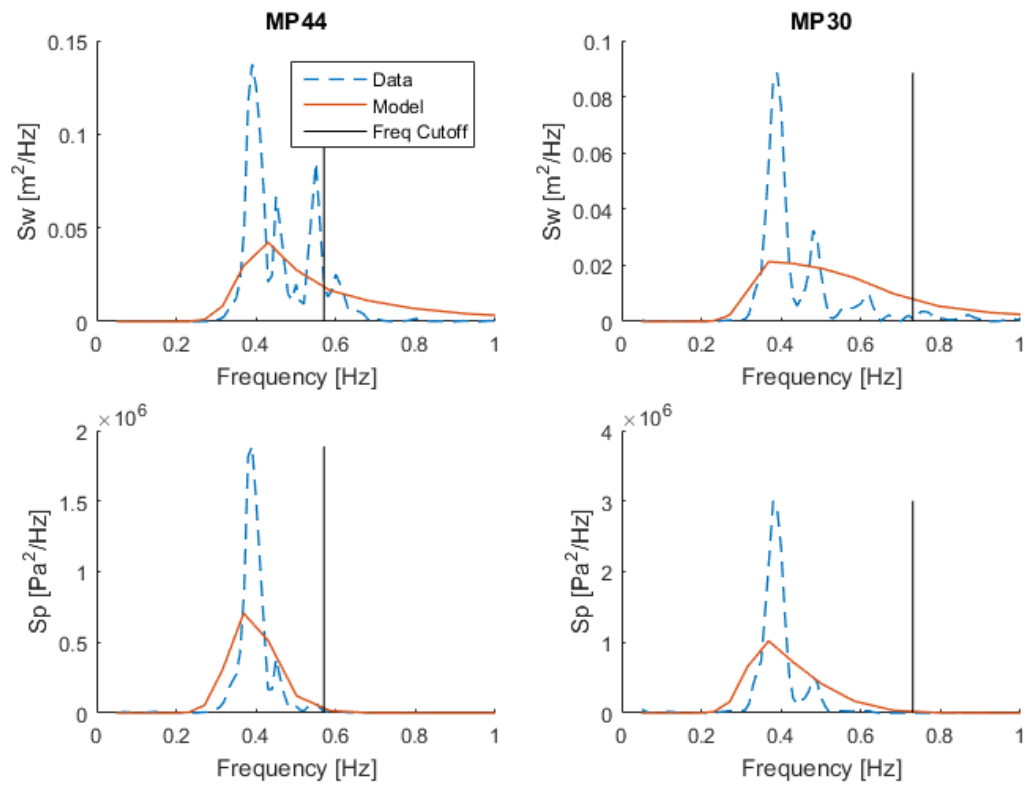 MP44
0.15
0.1
0.05
0
Sw [m²/Hz]
0 0.2 0.4 0.6 0.8 1
Frequency [Hz]
Data
Model
Freq Cutoff
MP30
0.1
0.08
0.06
0.04
0.02
0
Sw [m²/Hz]
0 0.2 0.4 0.6 0.8 1
Frequency [Hz]
×10⁶
2
1.5
1
0.5
0
Sp [Pa²/Hz]
0 0.2 0.4 0.6 0.8 1
Frequency [Hz]
×10⁶
4
3
2
1
0
Sp [Pa²/Hz]
0 0.2 0.4 0.6 0.8 1
Frequency [Hz]